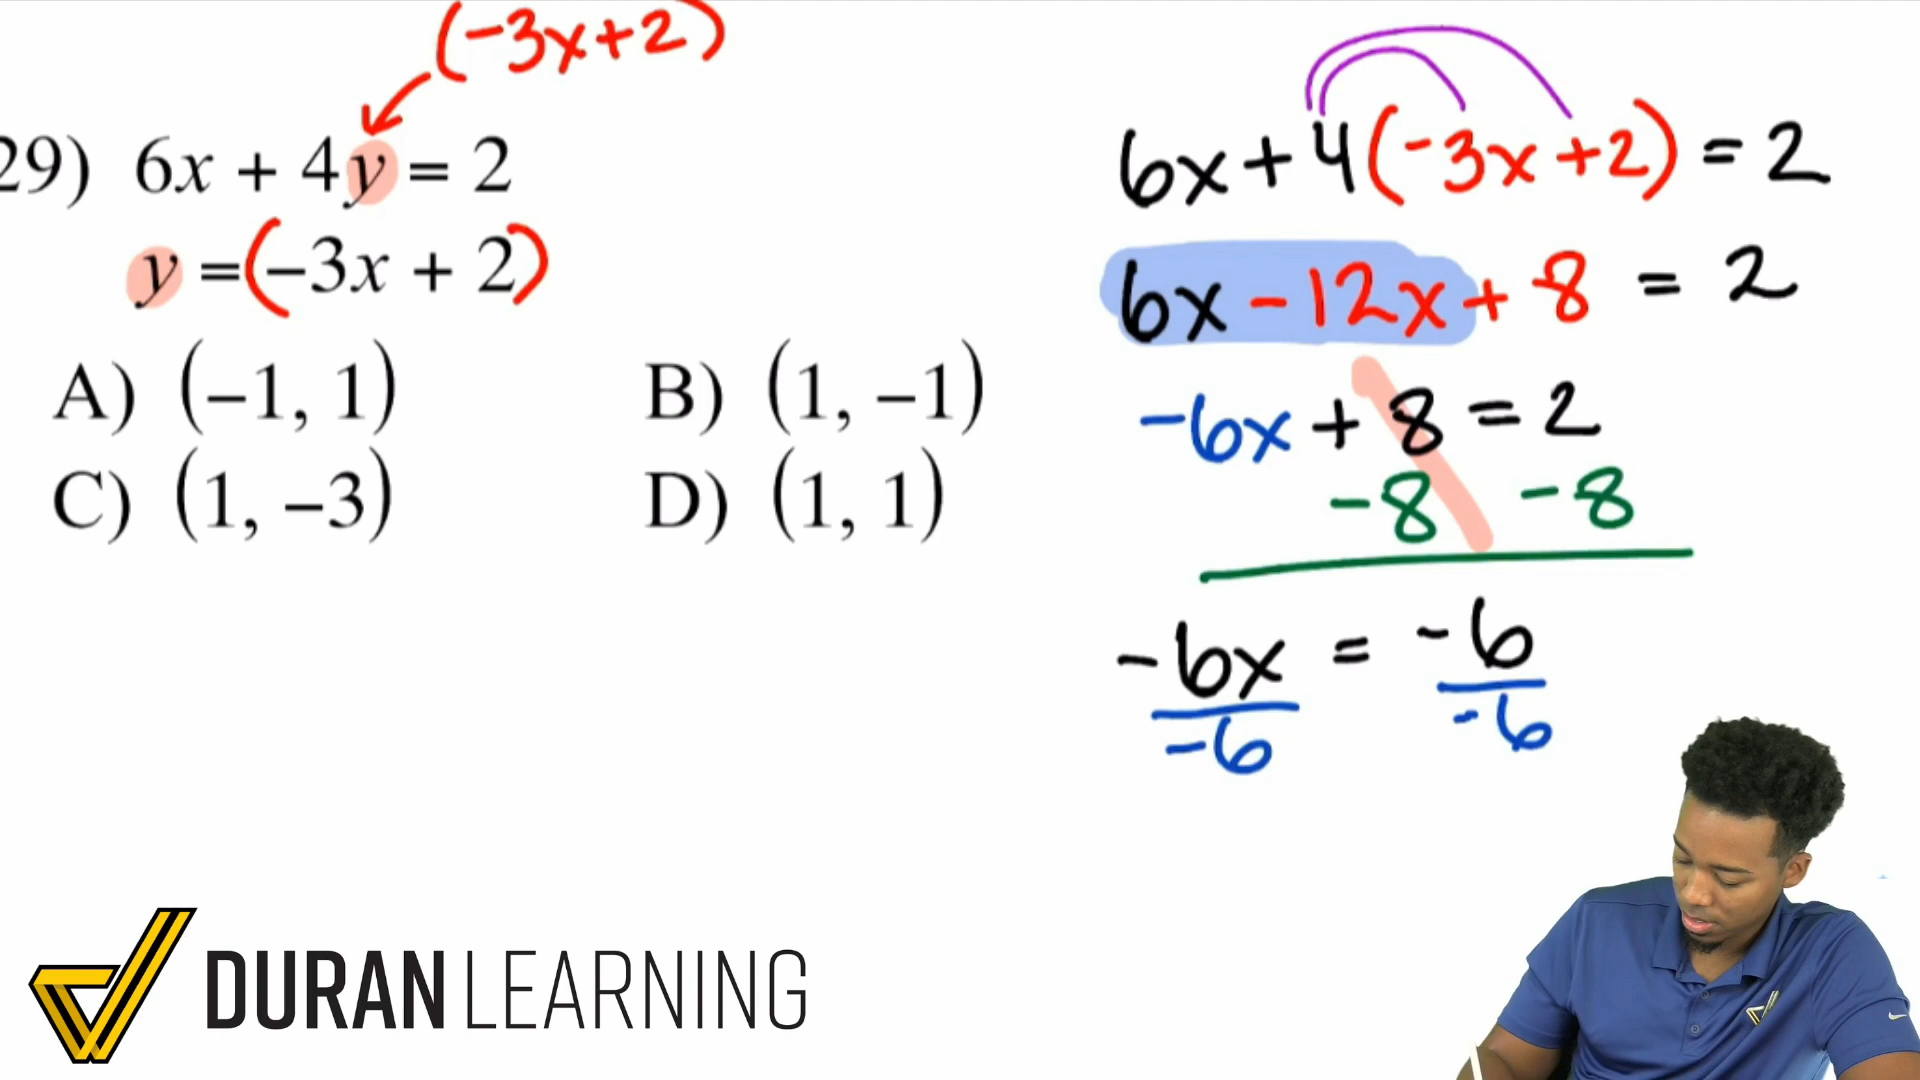 (-3x+2)
29) 6x + 4y = 2
y =(−3x + 2)
A) (−1, 1)
B) (1, −1)
C) (1, −3)
D) (1, 1)
6x+4(-3x+2)=2
6x-12x+8 = 2
-6x+8=2
-8 -8
-6x = -6
-6 -6
DURAN LEARNING